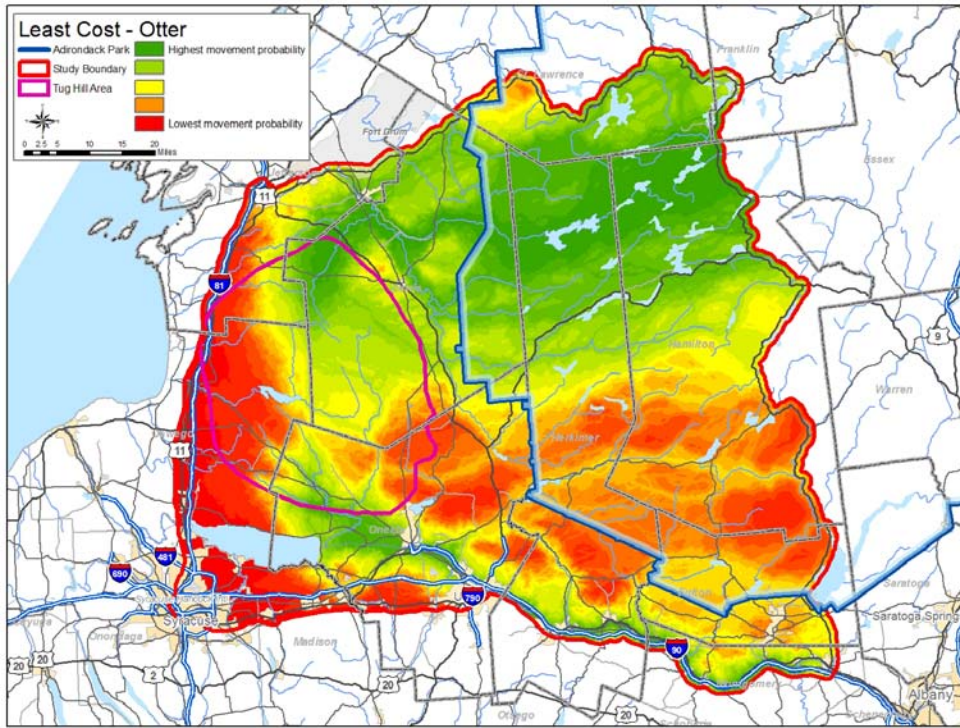 Least Cost - Otter
Adirondack Park
Study Boundary
Tug Hill Area
Highest movement probability
Lowest movement probability
0 2.5 5 10 15 20
Miles
Franklin
St. Lawrence
Fort Drum
Essex
Jefferson
11
81
9
Hamilton
Warren
Herkimer
Oswego
11
Oneida
481
690
790
Fulton
Saratoga
Saratoga Springs
Syracuse
Onondaga
Madison
90
20
20
2
20
20
Montgomery
Otsego
20
Albany